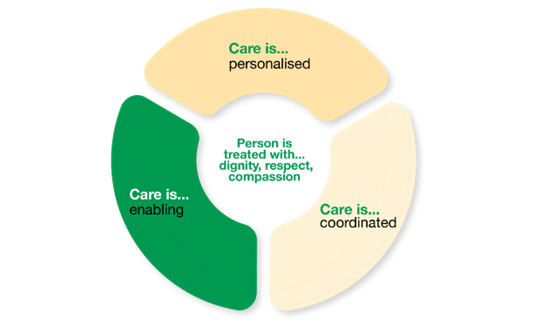 Care is...
personalised
Person is
treated with...
dignity, respect,
compassion
Care is...
enabling
Care is...
coordinated